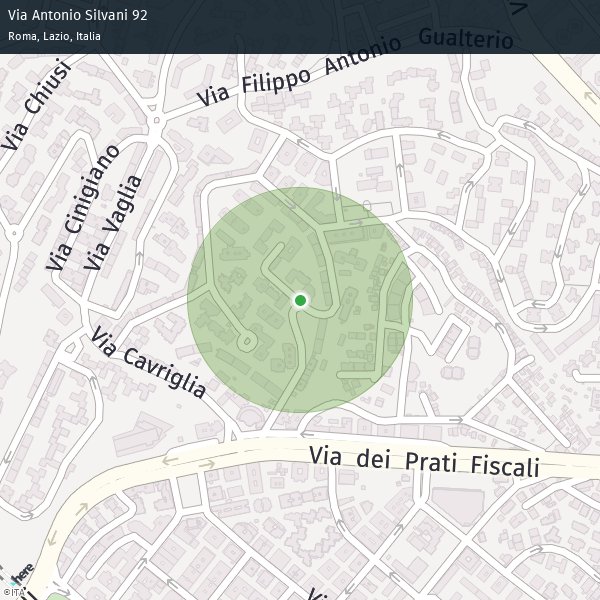 Via Antonio Silvani 92
Roma, Lazio, Italia
Via Filippo Antonio Gualterio
Via Chiusi
Via Cinigiano
Via Vaglia
Via Cavriglia
Via dei Prati Fiscali
here
©ITA